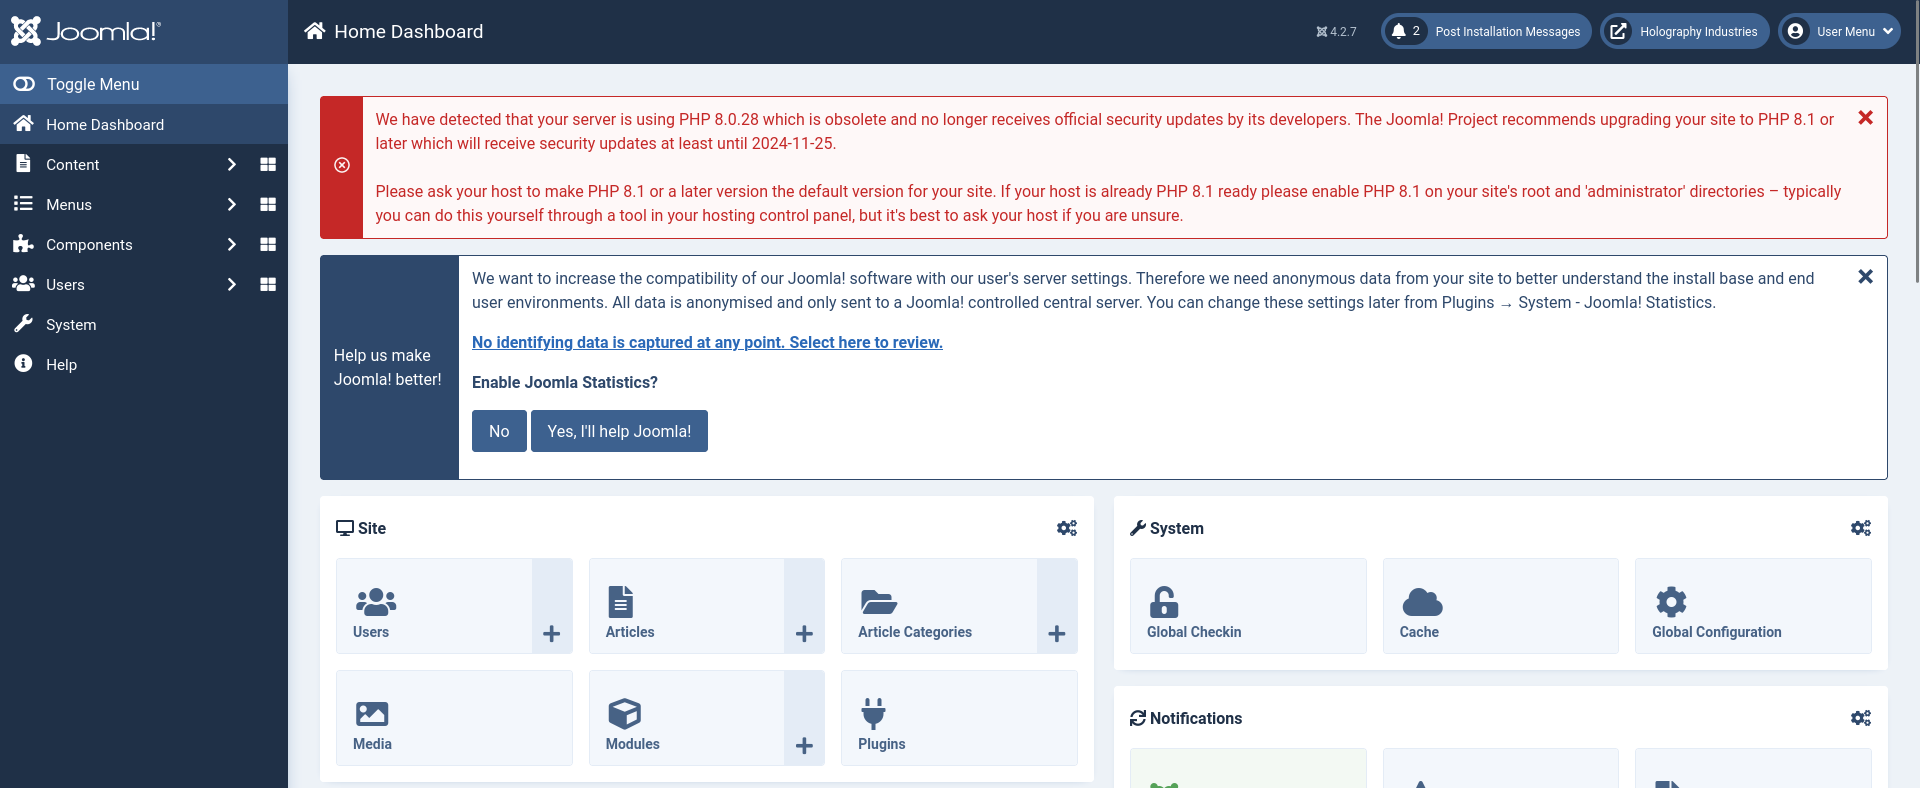 Joomla!®
Home Dashboard
4.2.7
2 Post Installation Messages
Holography Industries
User Menu
Toggle Menu
Home Dashboard
Content
Menus
Components
Users
System
Help
We have detected that your server is using PHP 8.0.28 which is obsolete and no longer receives official security updates by its developers. The Joomla! Project recommends upgrading your site to PHP 8.1 or
later which will receive security updates at least until 2024-11-25.
Please ask your host to make PHP 8.1 or a later version the default version for your site. If your host is already PHP 8.1 ready please enable PHP 8.1 on your site's root and 'administrator' directories – typically
you can do this yourself through a tool in your hosting control panel, but it's best to ask your host if you are unsure.
Help us make
Joomla! better!
We want to increase the compatibility of our Joomla! software with our user's server settings. Therefore we need anonymous data from your site to better understand the install base and end
user environments. All data is anonymised and only sent to a Joomla! controlled central server. You can change these settings later from Plugins → System - Joomla! Statistics.
No identifying data is captured at any point. Select here to review.
Enable Joomla Statistics?
No
Yes, I'll help Joomla!
Site
Users
Articles
Article Categories
Media
Modules
Plugins
System
Global Checkin
Cache
Global Configuration
Notifications